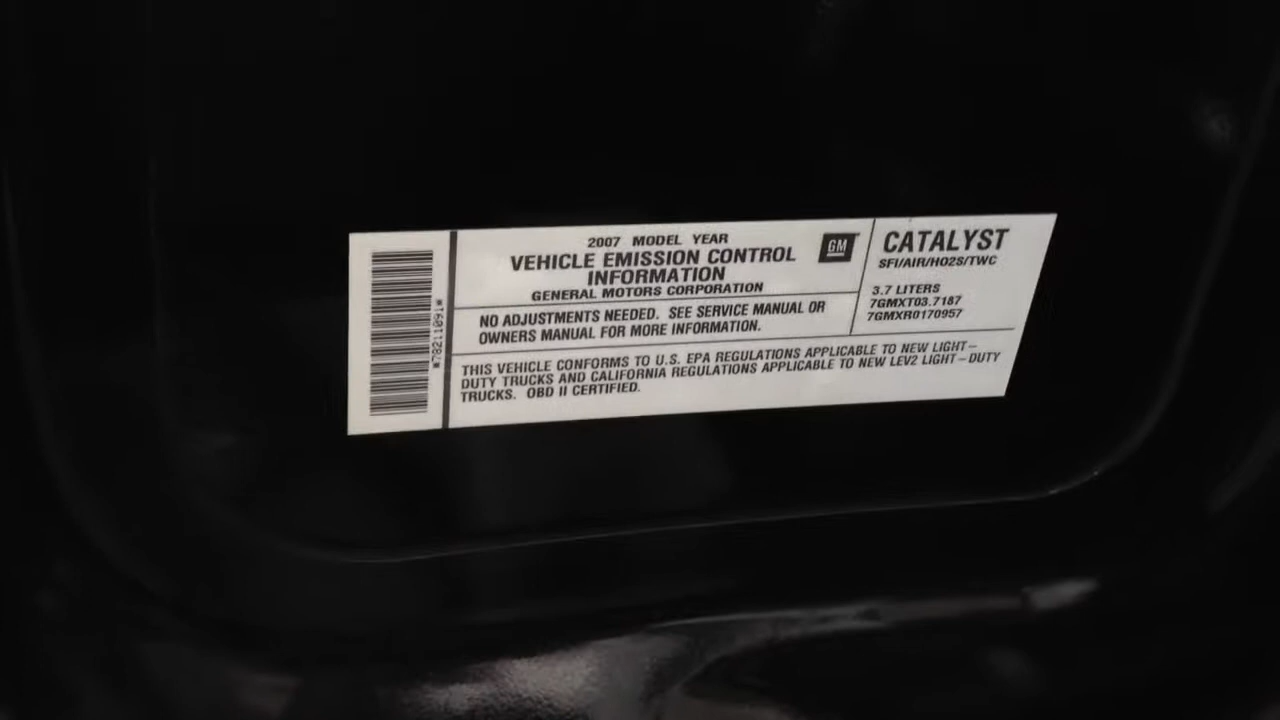 *78211091*
2007 MODEL YEAR
VEHICLE EMISSION CONTROL
INFORMATION
GENERAL MOTORS CORPORATION
GM
NO ADJUSTMENTS NEEDED. SEE SERVICE MANUAL OR
OWNERS MANUAL FOR MORE INFORMATION.
CATALYST
SFI/AIR/HO2S/TWC
3.7 LITERS
7GMXT03.7187
7GMXR0170957
THIS VEHICLE CONFORMS TO U.S. EPA REGULATIONS APPLICABLE TO NEW LIGHT-
DUTY TRUCKS AND CALIFORNIA REGULATIONS APPLICABLE TO NEW LEV2 LIGHT-DUTY
TRUCKS. OBD II CERTIFIED.